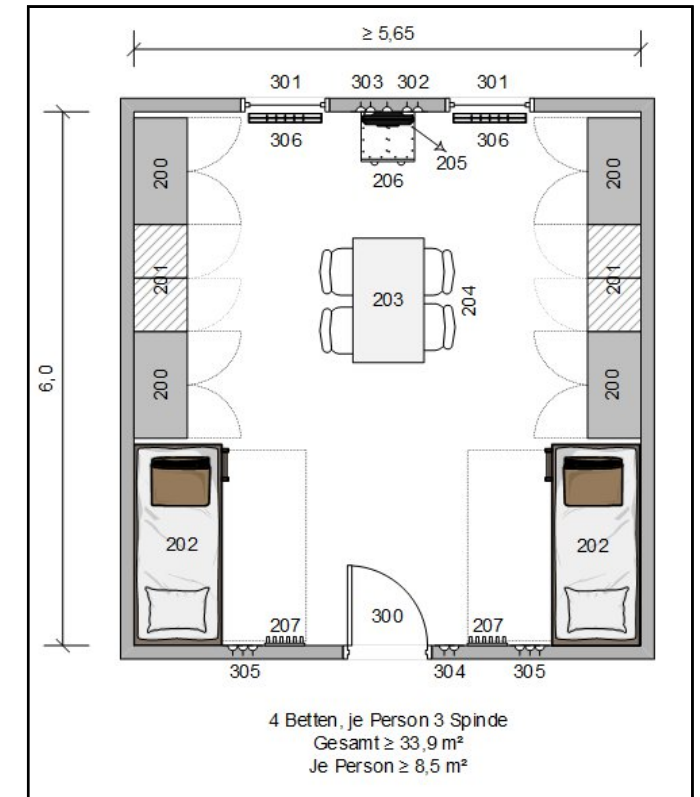 ≥ 5,65
301 303 302 301
306 306
205
206
200 200
201 201
203 204
6,0
200 200
202 202
207 300 207
305 304 305
4 Betten, je Person 3 Spinde
Gesamt ≥ 33,9 m²
Je Person ≥ 8,5 m²